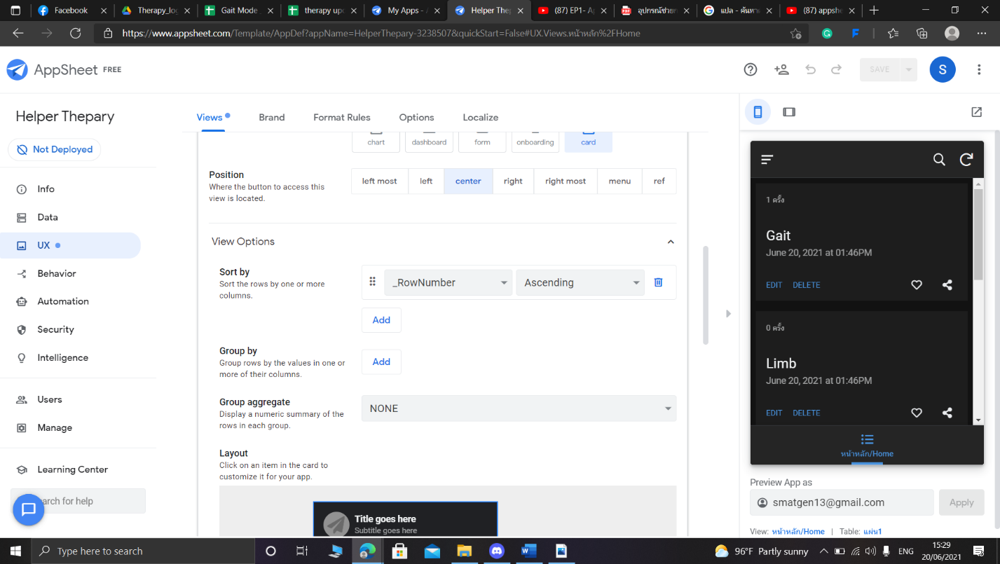 Facebook
Therapy_log
Gait Mode
therapy up
My Apps - A
Helper Thep
(87) EP1- A
อุปกรณ์ช่วย
แปล - ค้นหา
(87) appshe
https://www.appsheet.com/Template/AppDef?appName=HelperThepary-3238507&quickStart=False#UX.Views.หน้าหลัก%2FHome
AppSheet FREE
SAVE
S
Helper Thepary
Not Deployed
Info
Data
UX
Behavior
Automation
Security
Intelligence
Users
Manage
Learning Center
arch for help
Views
Brand
Format Rules
Options
Localize
chart
dashboard
form
onboarding
card
Position
Where the button to access this
view is located.
left most
left
center
right
right most
menu
ref
View Options
Sort by
Sort the rows by one or more
columns.
_RowNumber
Ascending
Add
Group by
Group rows by the values in one or
more of their columns.
Add
Group aggregate
Display a numeric summary of the
rows in each group.
NONE
Layout
Click on an item in the card to
customize it for your app.
Title goes here
Subtitle goes here
1 ครั้ง
Gait
June 20, 2021 at 01:46PM
EDIT DELETE
0 ครั้ง
Limb
June 20, 2021 at 01:46PM
EDIT DELETE
หน้าหลัก/Home
Preview App as
smatgen13@gmail.com
Apply
View: หน้าหลัก/Home | Table: แผ่น1
Type here to search
96°F Partly sunny
ENG
15:29
20/06/2021